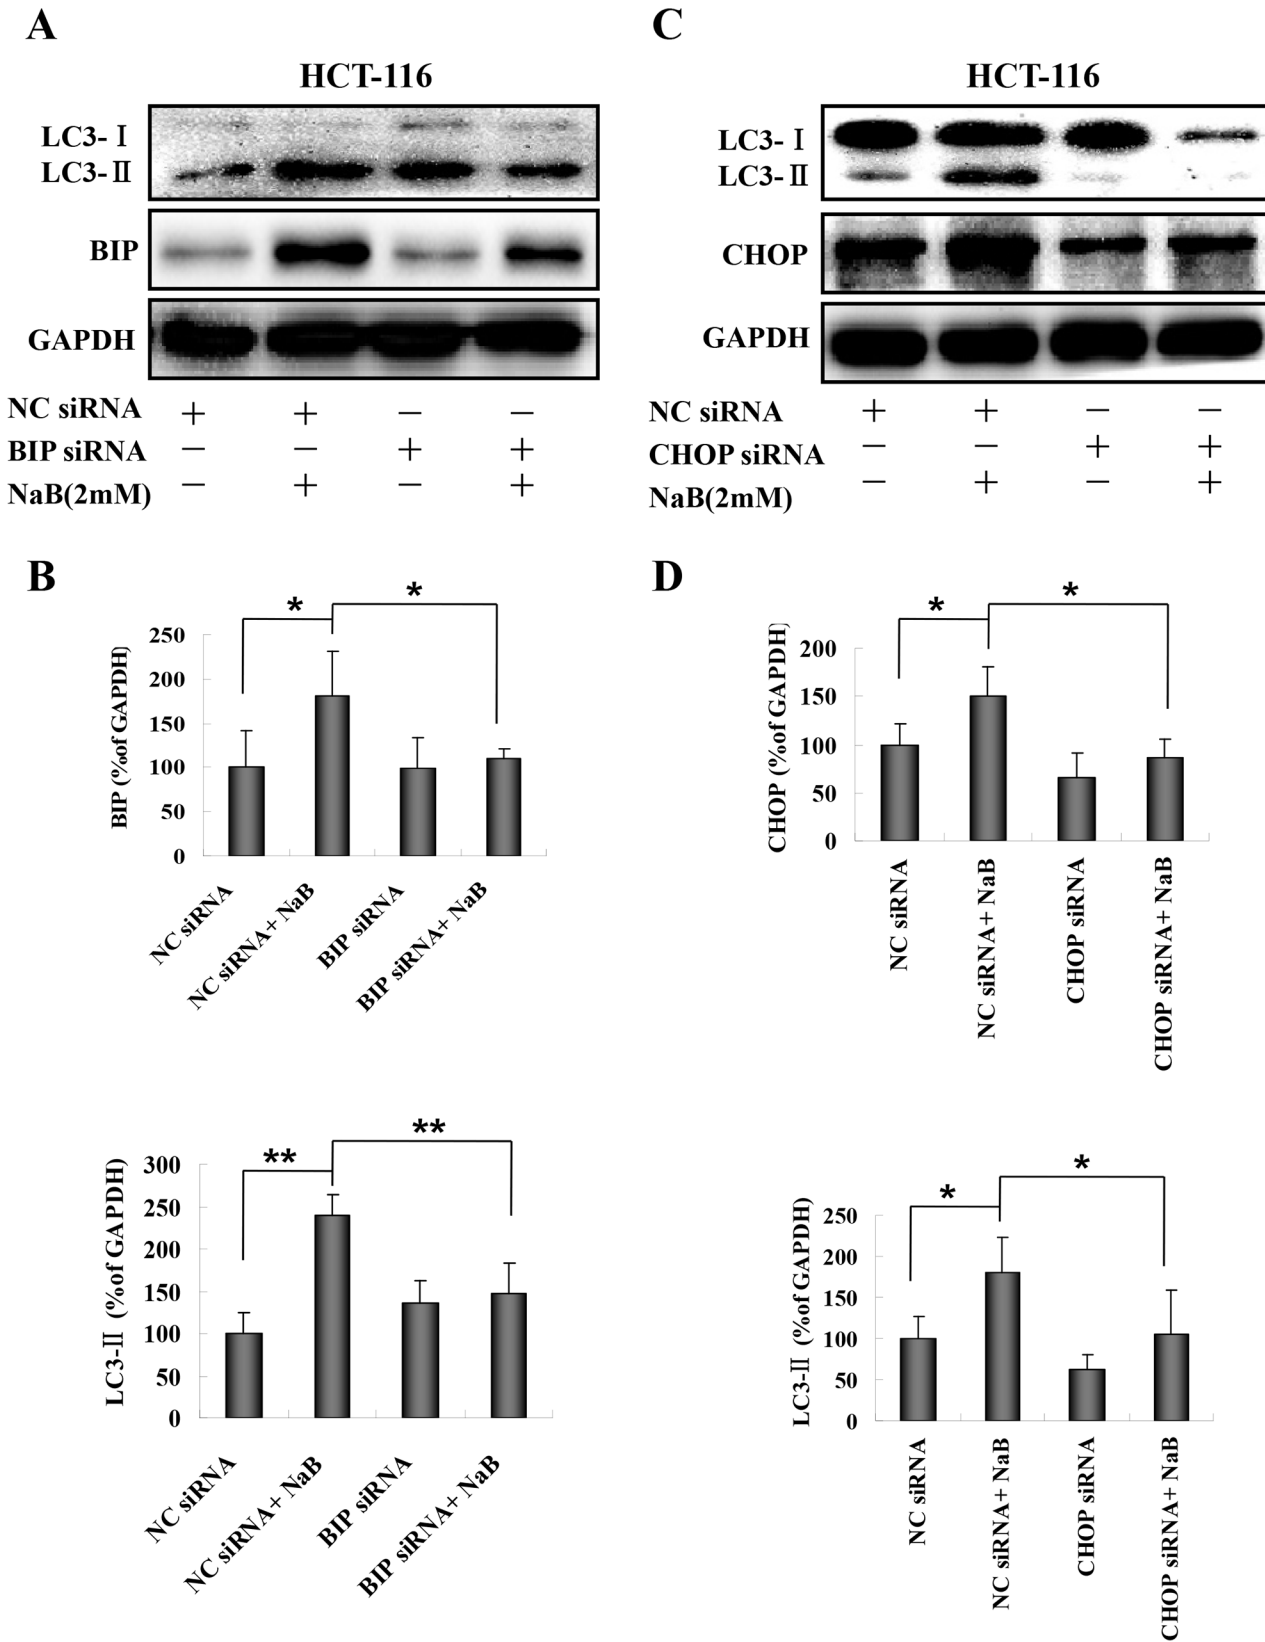 A
HCT-116
LC3-Ⅰ
LC3-Ⅱ
BIP
GAPDH
NC siRNA + + − −
BIP siRNA − − + +
NaB(2mM) − + − +
C
HCT-116
LC3-Ⅰ
LC3-Ⅱ
CHOP
GAPDH
NC siRNA + + − −
CHOP siRNA − − + +
NaB(2mM) − + − +
B
* *
BIP (%of GAPDH)
250
200
150
100
50
0
NC siRNA
NC siRNA+ NaB
BIP siRNA
BIP siRNA+ NaB
** **
LC3-Ⅱ (%of GAPDH)
300
250
200
150
100
50
0
NC siRNA
NC siRNA+ NaB
BIP siRNA
BIP siRNA+ NaB
D
* *
CHOP (%of GAPDH)
200
150
100
50
0
NC siRNA
NC siRNA+ NaB
CHOP siRNA
CHOP siRNA+ NaB
* *
LC3-Ⅱ (%of GAPDH)
250
200
150
100
50
0
NC siRNA
NC siRNA+ NaB
CHOP siRNA
CHOP siRNA+ NaB